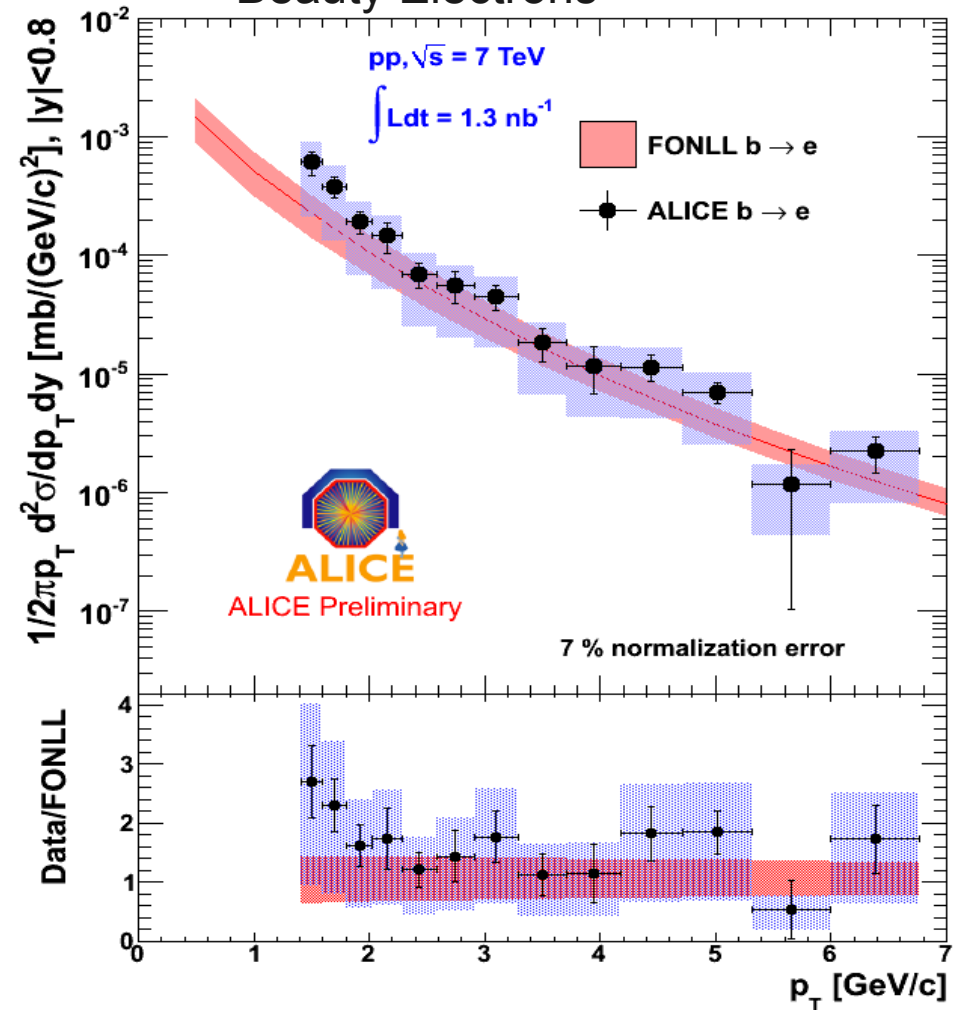 Beauty Electrons
pp, √s = 7 TeV
∫Ldt = 1.3 nb⁻¹
FONLL b → e
ALICE b → e
1/2πp_T d²σ/dp_T dy [mb/(GeV/c)²], |y|<0.8
10⁻²
10⁻³
10⁻⁴
10⁻⁵
10⁻⁶
10⁻⁷
ALICE
ALICE Preliminary
7 % normalization error
Data/FONLL
4
3
2
1
0
0 1 2 3 4 5 6 7
p_T [GeV/c]